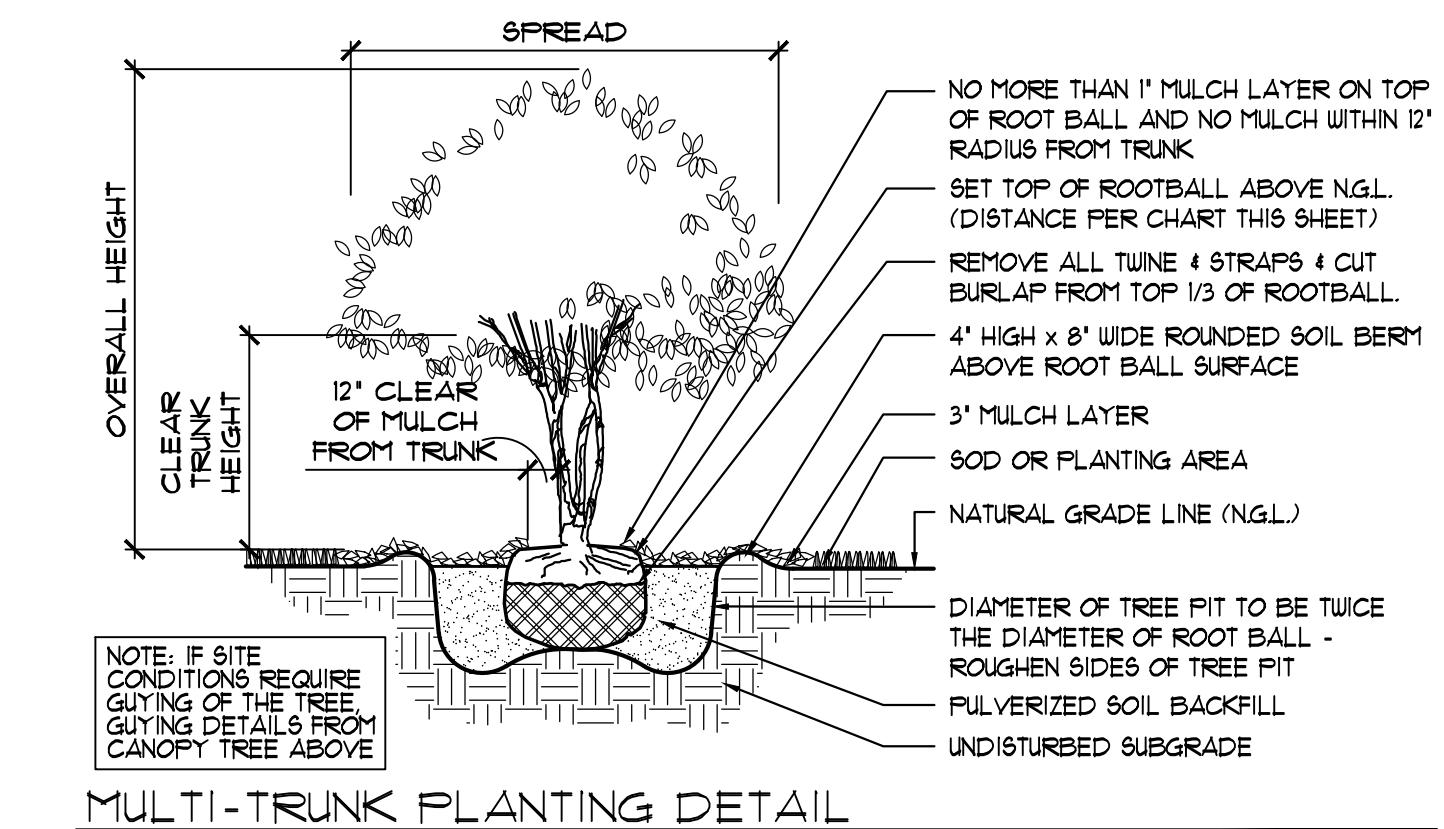 SPREAD
OVERALL HEIGHT
CLEAR
TRUNK
HEIGHT
12" CLEAR
OF MULCH
FROM TRUNK
NO MORE THAN 1" MULCH LAYER ON TOP
OF ROOT BALL AND NO MULCH WITHIN 12"
RADIUS FROM TRUNK
SET TOP OF ROOTBALL ABOVE N.G.L.
(DISTANCE PER CHART THIS SHEET)
REMOVE ALL TWINE & STRAPS & CUT
BURLAP FROM TOP 1/3 OF ROOTBALL.
4" HIGH x 8" WIDE ROUNDED SOIL BERM
ABOVE ROOT BALL SURFACE
3" MULCH LAYER
SOD OR PLANTING AREA
NATURAL GRADE LINE (N.G.L.)
DIAMETER OF TREE PIT TO BE TWICE
THE DIAMETER OF ROOT BALL -
ROUGHEN SIDES OF TREE PIT
PULVERIZED SOIL BACKFILL
UNDISTURBED SUBGRADE
NOTE: IF SITE
CONDITIONS REQUIRE
GUYING OF THE TREE,
GUYING DETAILS FROM
CANOPY TREE ABOVE
MULTI-TRUNK PLANTING DETAIL